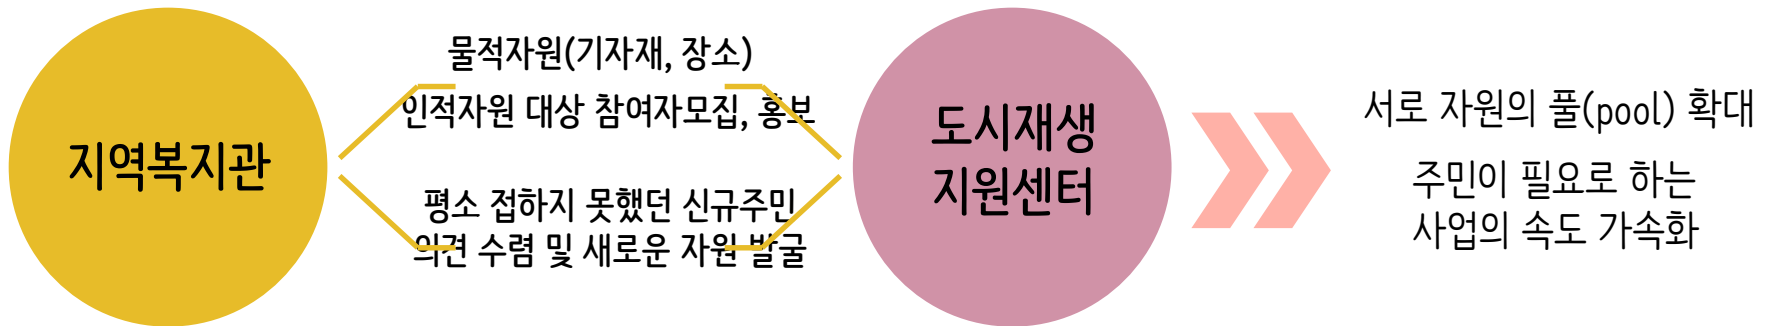 지역복지관
물적자원(기자재, 장소)
인적자원 대상 참여자모집, 홍보
평소 접하지 못했던 신규주민
의견 수렴 및 새로운 자원 발굴
도시재생
지원센터
서로 자원의 풀(pool) 확대
주민이 필요로 하는
사업의 속도 가속화